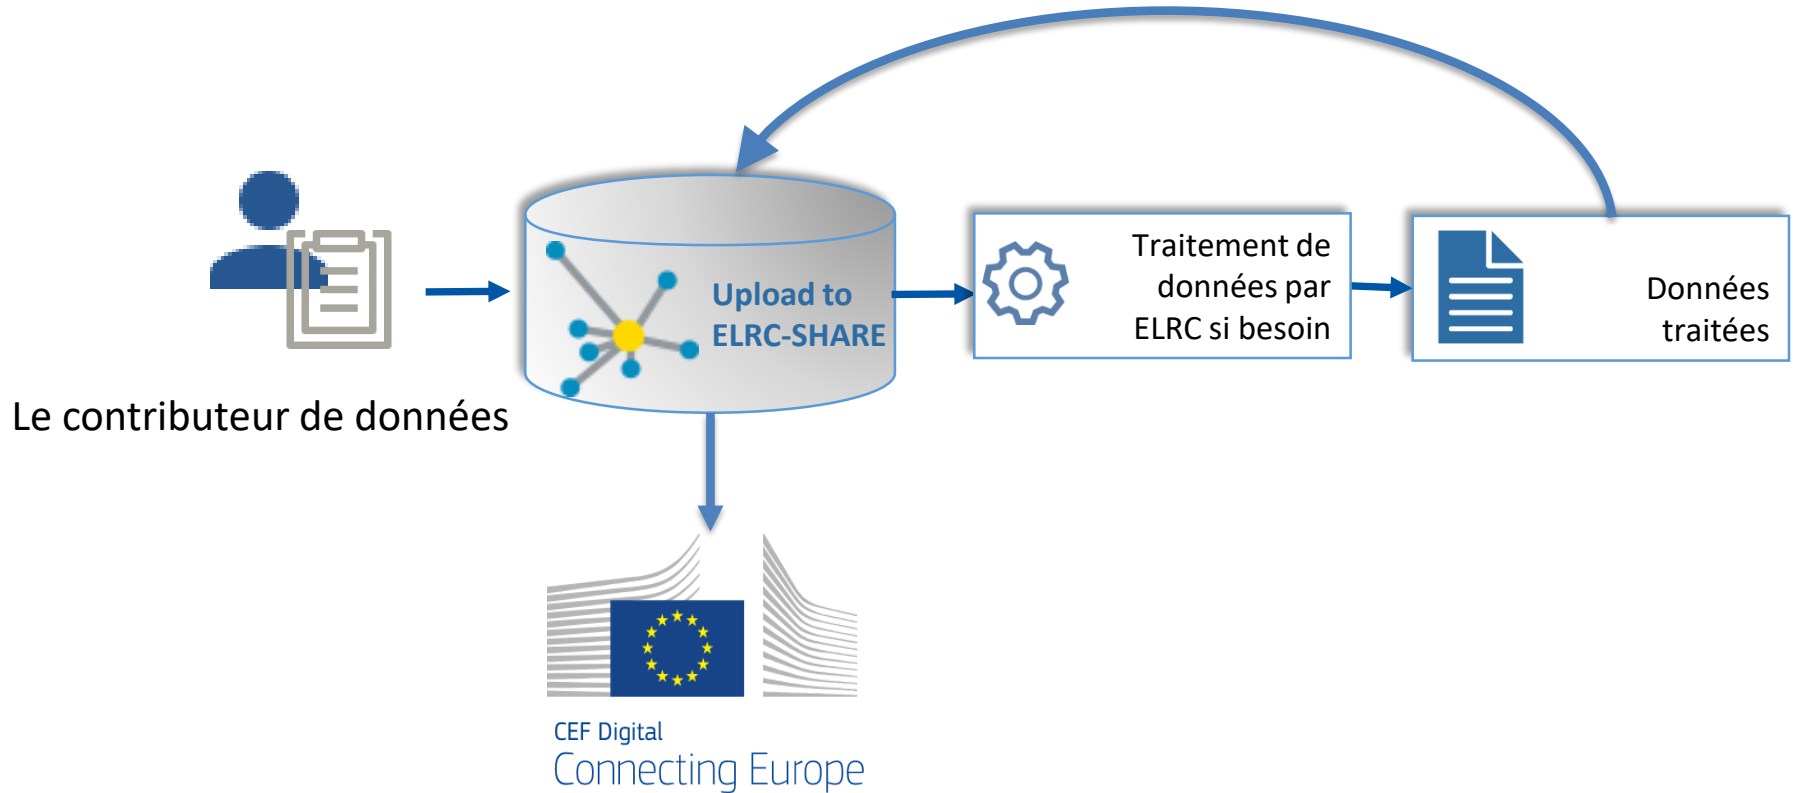 Le contributeur de données
Upload to
ELRC-SHARE
Traitement de
données par
ELRC si besoin
Données
traitées
CEF Digital
Connecting Europe